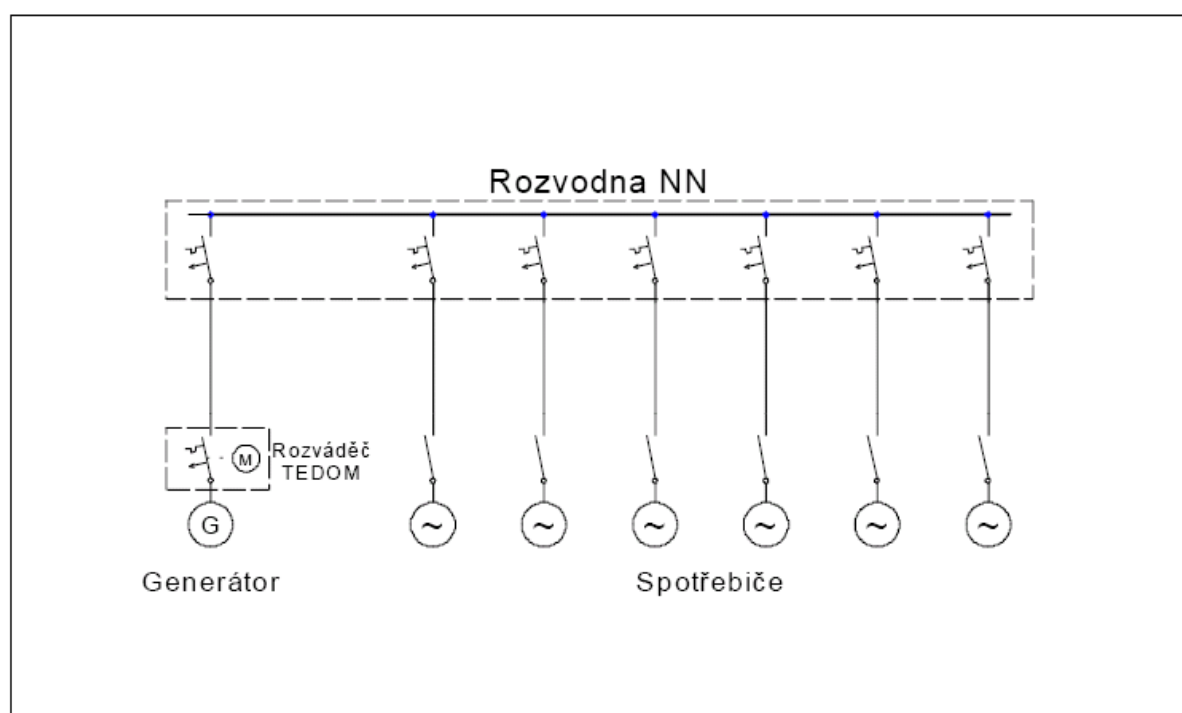 Rozvodna NN
M
Rozváděč
TEDOM
G
~ ~ ~ ~ ~ ~
Generátor
Spotřebiče